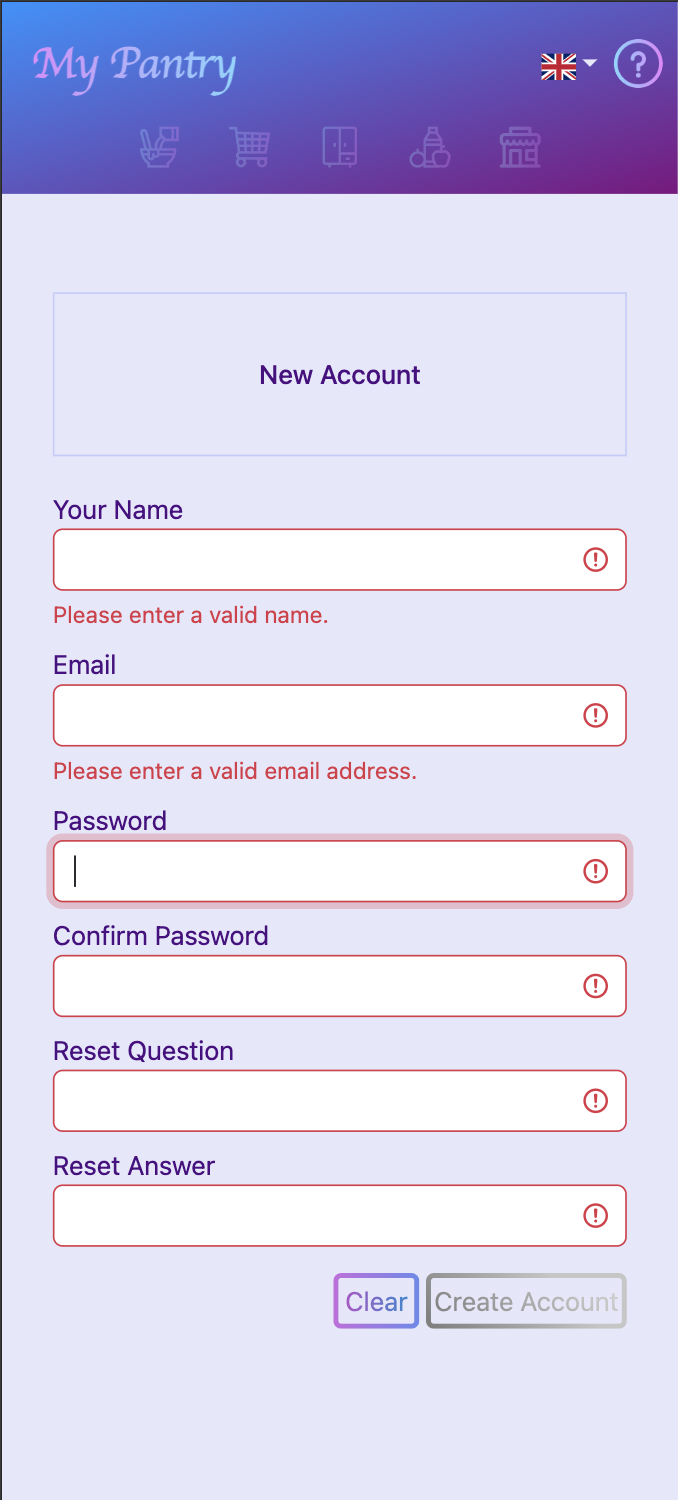 My Pantry
?
New Account
Your Name
Please enter a valid name.
Email
Please enter a valid email address.
Password
Confirm Password
Reset Question
Reset Answer
Clear Create Account